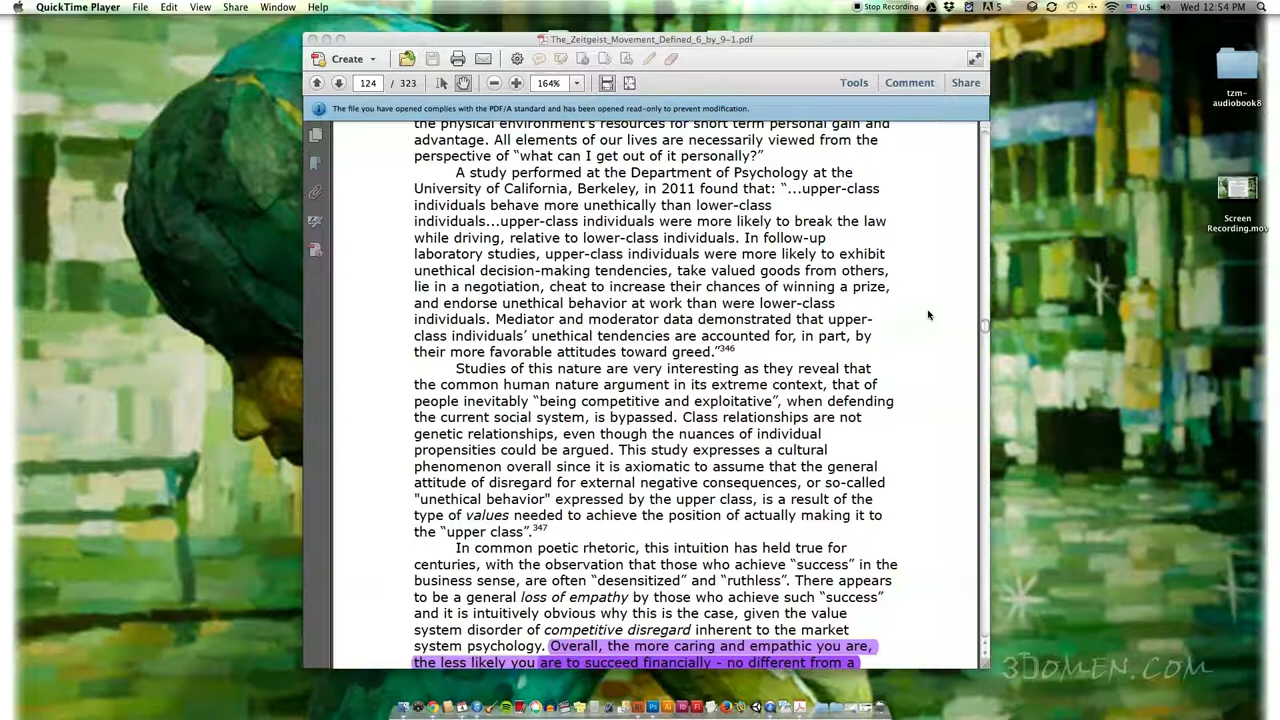 QuickTime Player File Edit View Share Window Help
Stop Recording 5 U.S. Wed 12:54 PM
The_Zeitgeist_Movement_Defined_6_by_9-1.pdf
Create
124 / 323 164% Tools Comment Share
The file you have opened complies with the PDF/A standard and has been opened read-only to prevent modification.
the physical environment's resources for short term personal gain and
advantage. All elements of our lives are necessarily viewed from the
perspective of “what can I get out of it personally?”
A study performed at the Department of Psychology at the
University of California, Berkeley, in 2011 found that: “...upper-class
individuals behave more unethically than lower-class
individuals...upper-class individuals were more likely to break the law
while driving, relative to lower-class individuals. In follow-up
laboratory studies, upper-class individuals were more likely to exhibit
unethical decision-making tendencies, take valued goods from others,
lie in a negotiation, cheat to increase their chances of winning a prize,
and endorse unethical behavior at work than were lower-class
individuals. Mediator and moderator data demonstrated that upper-
class individuals’ unethical tendencies are accounted for, in part, by
their more favorable attitudes toward greed.”346
Studies of this nature are very interesting as they reveal that
the common human nature argument in its extreme context, that of
people inevitably “being competitive and exploitative”, when defending
the current social system, is bypassed. Class relationships are not
genetic relationships, even though the nuances of individual
propensities could be argued. This study expresses a cultural
phenomenon overall since it is axiomatic to assume that the general
attitude of disregard for external negative consequences, or so-called
"unethical behavior" expressed by the upper class, is a result of the
type of values needed to achieve the position of actually making it to
the “upper class”.347
In common poetic rhetoric, this intuition has held true for
centuries, with the observation that those who achieve “success” in the
business sense, are often “desensitized” and “ruthless”. There appears
to be a general loss of empathy by those who achieve such “success”
and it is intuitively obvious why this is the case, given the value
system disorder of competitive disregard inherent to the market
system psychology. Overall, the more caring and empathic you are,
the less likely you are to succeed financially - no different from a
tzm-
audiobook8
Screen
Recording.mov
3DOMEN.COM